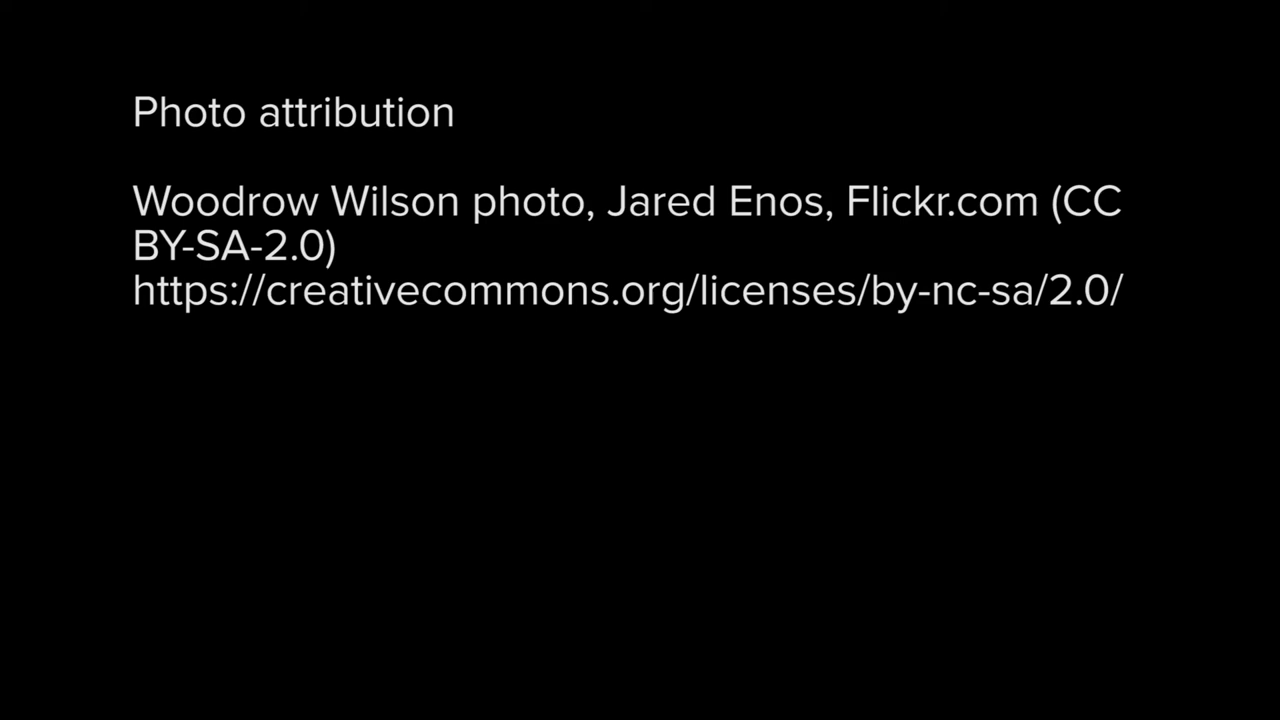 Photo attribution
Woodrow Wilson photo, Jared Enos, Flickr.com (CC
BY-SA-2.0)
https://creativecommons.org/licenses/by-nc-sa/2.0/